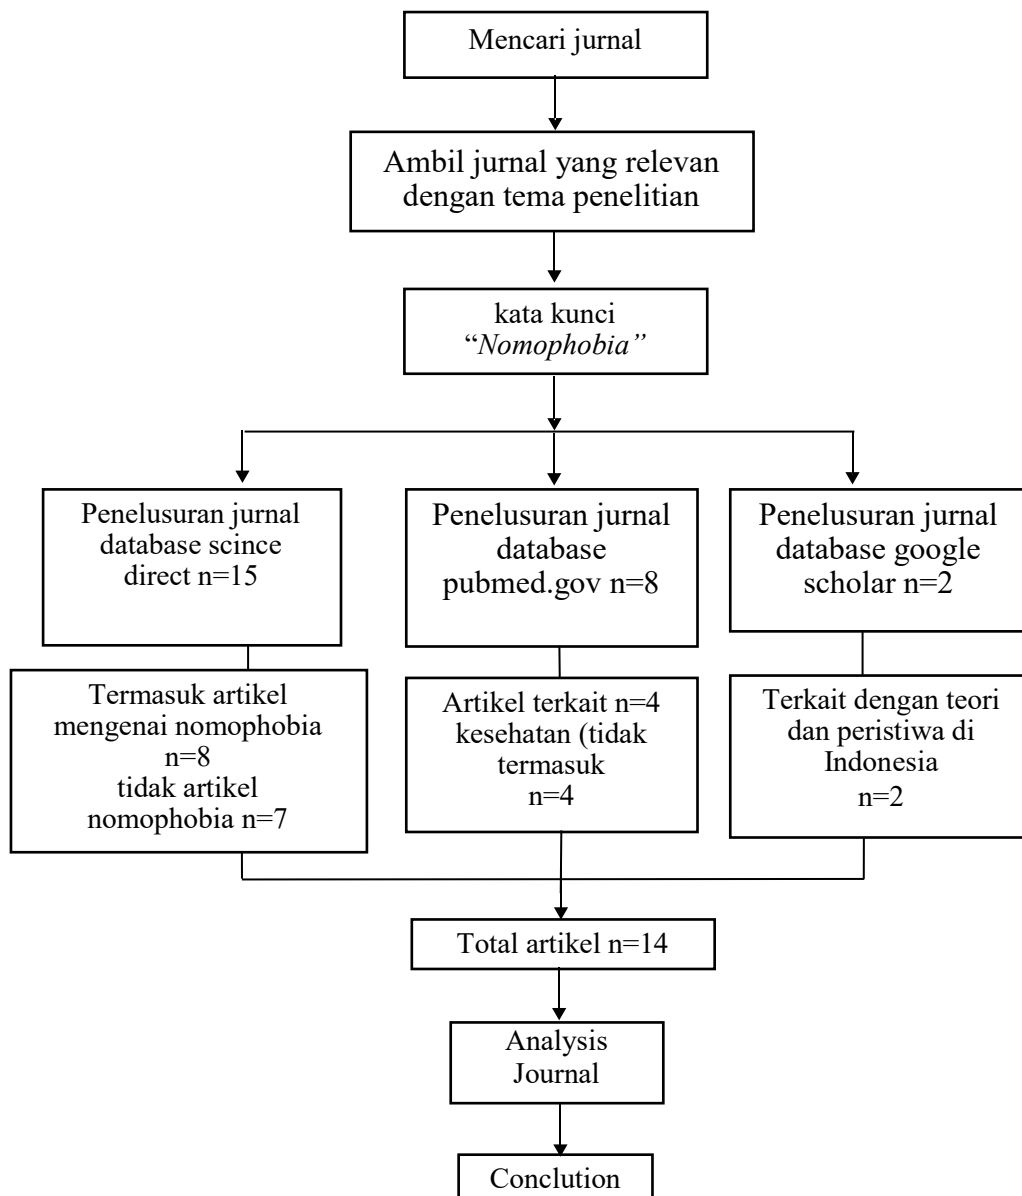 Mencari jurnal
Ambil jurnal yang relevan
dengan tema penelitian
kata kunci
“Nomophobia”
Penelusuran jurnal
database scince
direct n=15
Penelusuran jurnal
database
pubmed.gov n=8
Penelusuran jurnal
database google
scholar n=2
Termasuk artikel
mengenai nomophobia
n=8
tidak artikel
nomophobia n=7
Artikel terkait n=4
kesehatan (tidak
termasuk
n=4
Terkait dengan teori
dan peristiwa di
Indonesia
n=2
Total artikel n=14
Analysis
Journal
Conclution